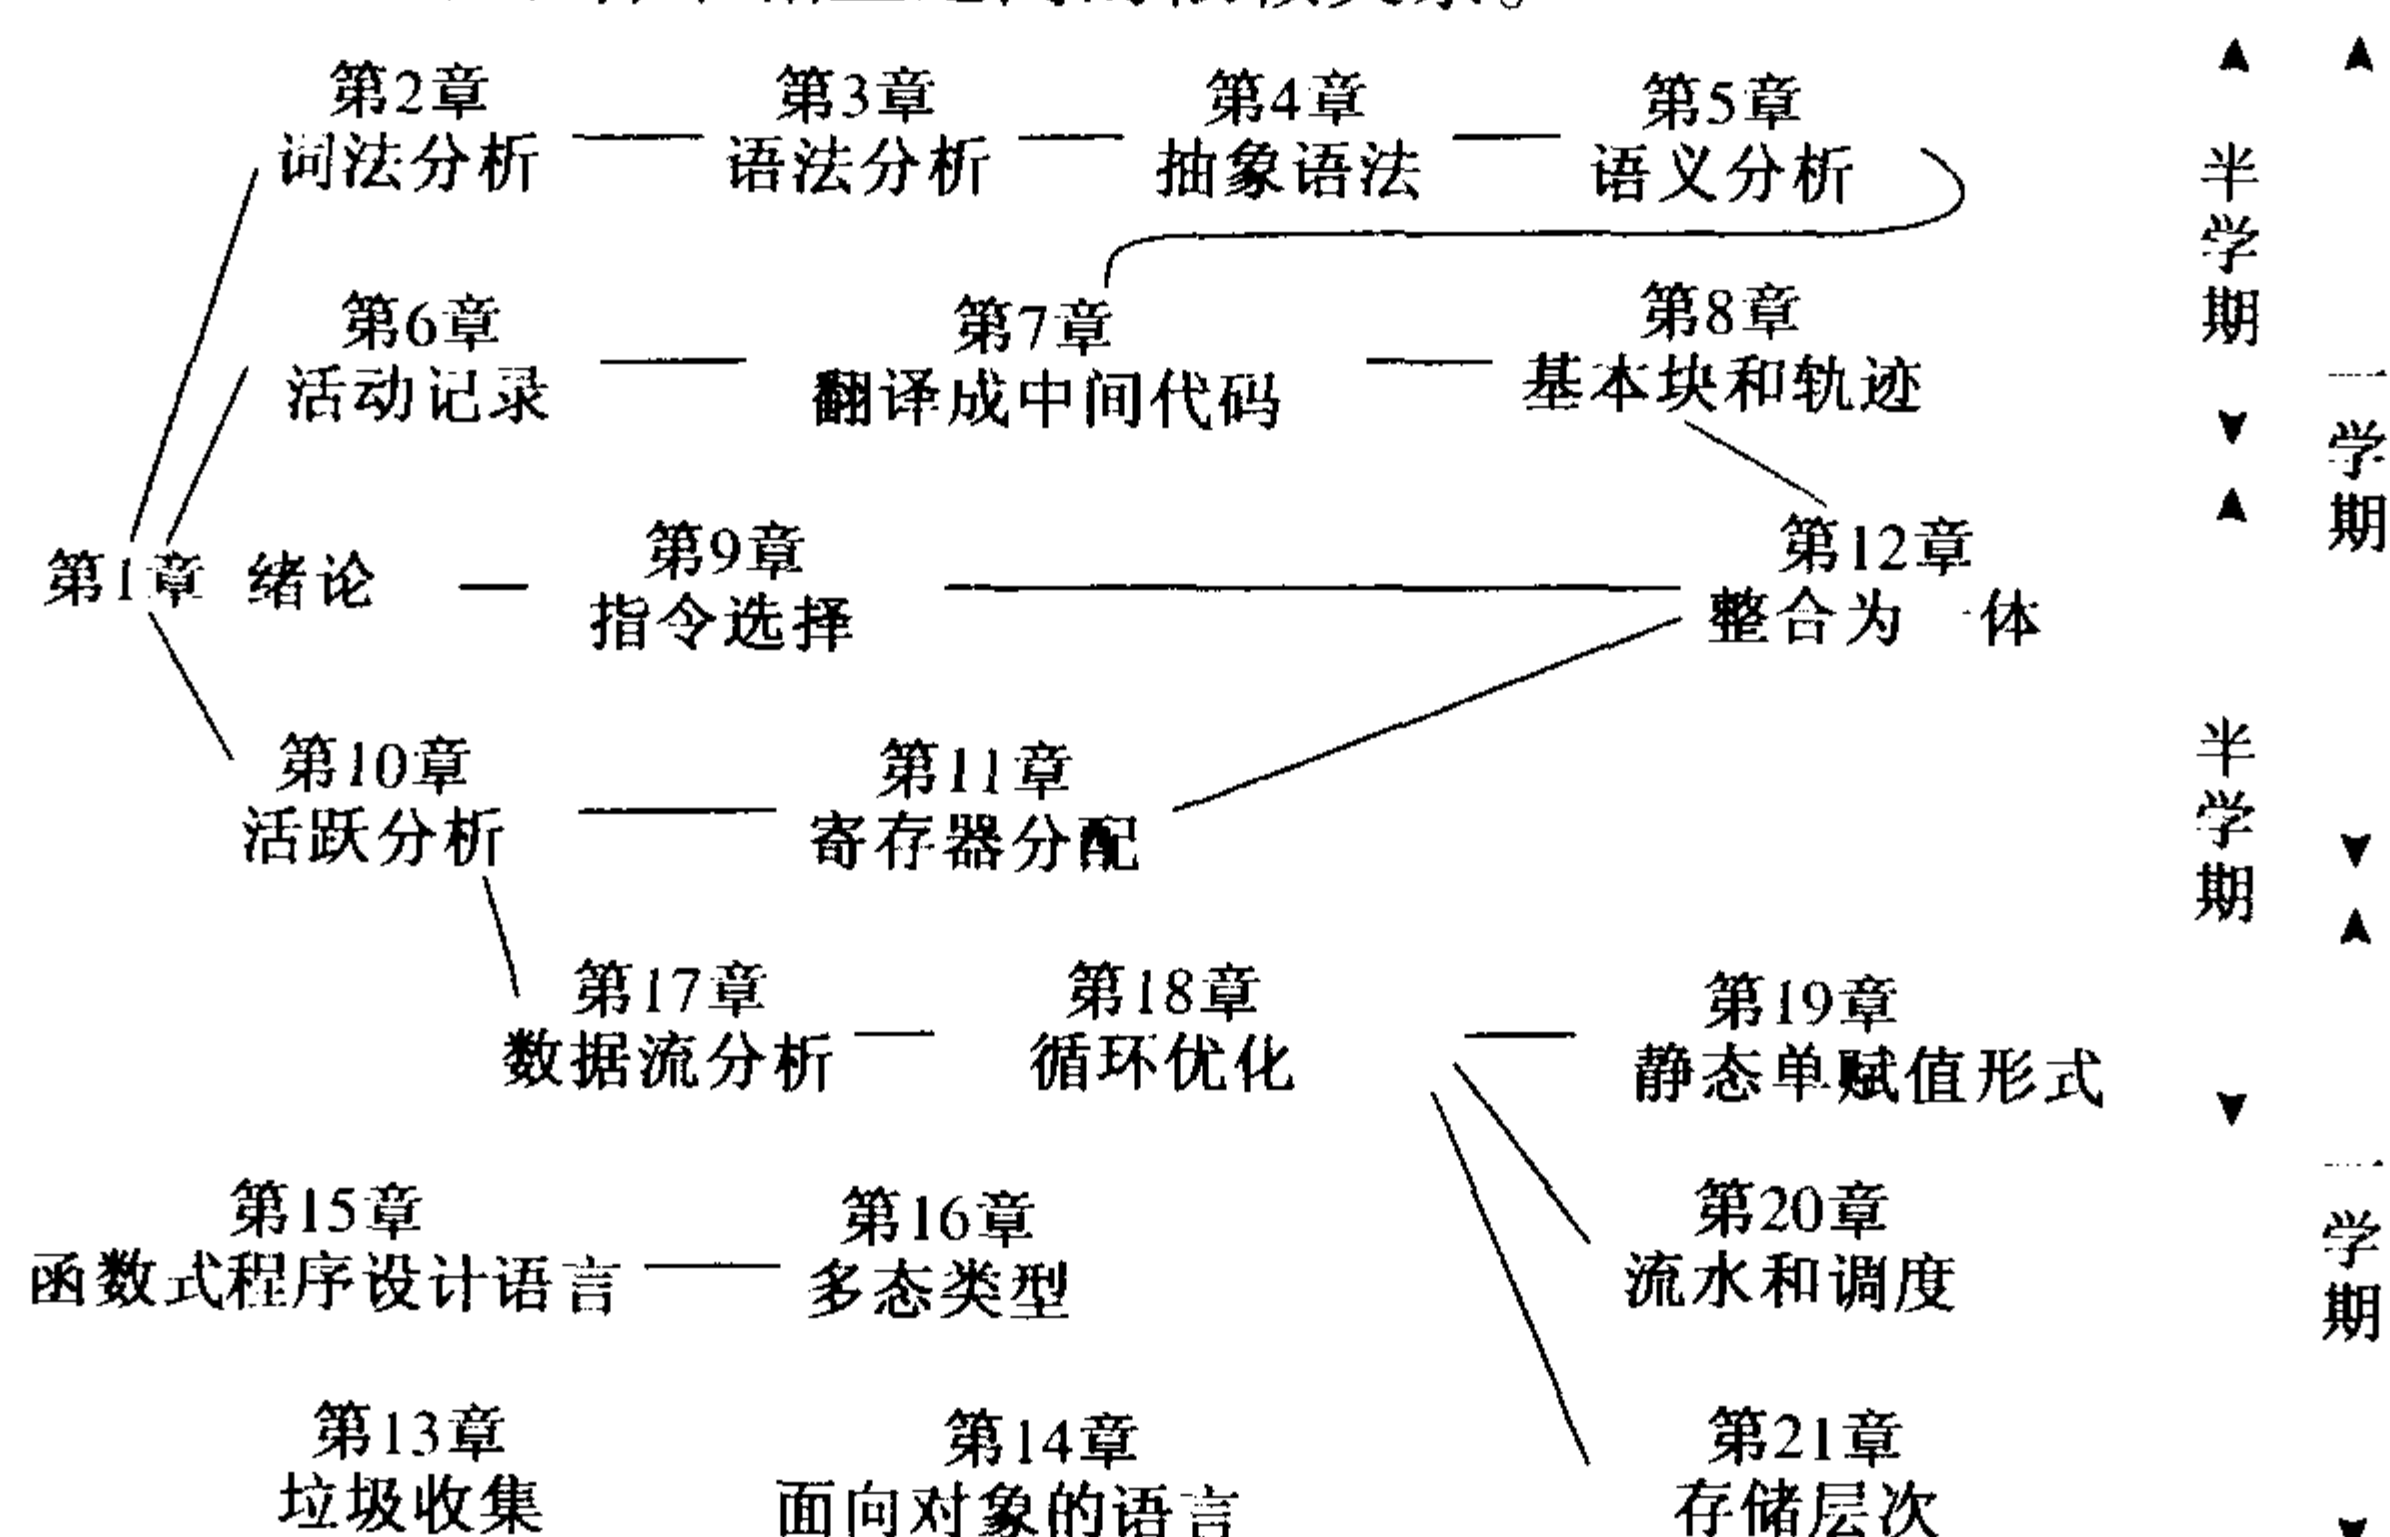 第2章 第3章 第4章 第5章
词法分析 语法分析 抽象语法 语义分析
第6章 第7章 第8章
活动记录 翻译成中间代码 基本块和轨迹
第9章 第12章
第1章 绪论
指令选择 整合为一体
第10章 第11章
活跃分析 寄存器分配
第17章 第18章 第19章
数据流分析 循环优化 静态单赋值形式
第15章 第16章 第20章
函数式程序设计语言 多态类型 流水和调度
第13章 第14章 第21章
垃圾收集 面向对象的语言 存储层次
半学期
半学期
一学期
一学期